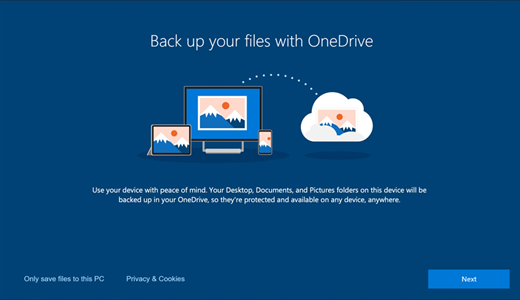 Back up your files with OneDrive
Use your device with peace of mind. Your Desktop, Documents, and Pictures folders on this device will be
backed up in your OneDrive, so they're protected and available on any device, anywhere.
Only save files to this PC
Privacy & Cookies
Next